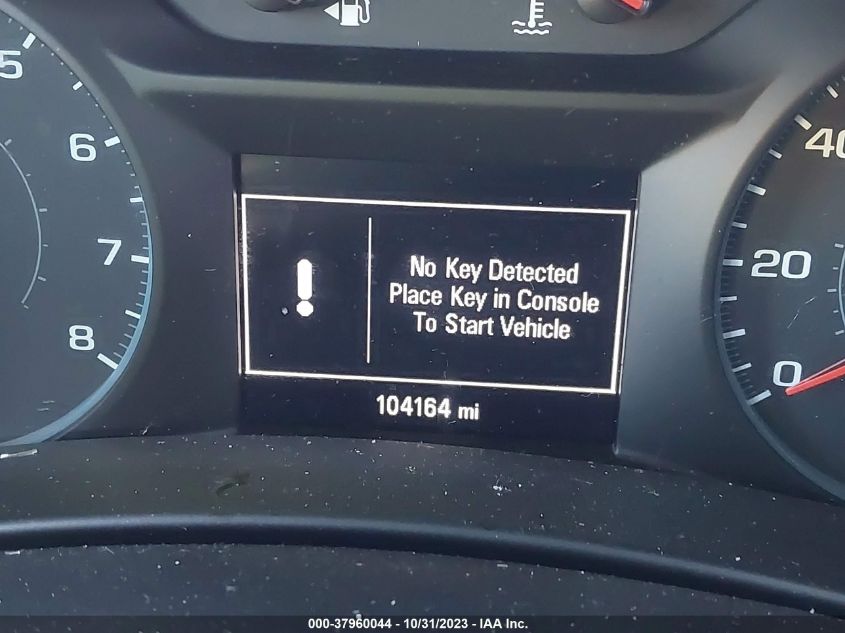 5
6
7
8
No Key Detected
Place Key in Console
To Start Vehicle
104164 mi
40
20
0
000-37960044 - 10/31/2023 - IAA Inc.